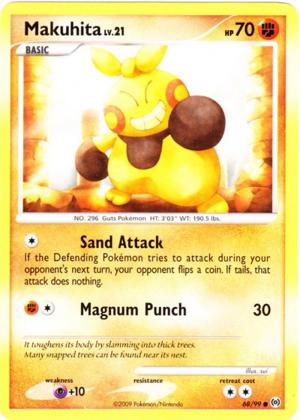 Makuhita LV.21
HP 70
BASIC
NO. 296 Guts Pokémon HT: 3'03" WT: 190.5 lbs.
Sand Attack
If the Defending Pokémon tries to attack during your
opponent's next turn, your opponent flips a coin. If tails, that
attack does nothing.
Magnum Punch 30
Illus. sui
It toughens its body by slamming into thick trees.
Many snapped trees can be found near its nest.
weakness resistance retreat cost
+10
©2009 Pokémon/Nintendo
68/99